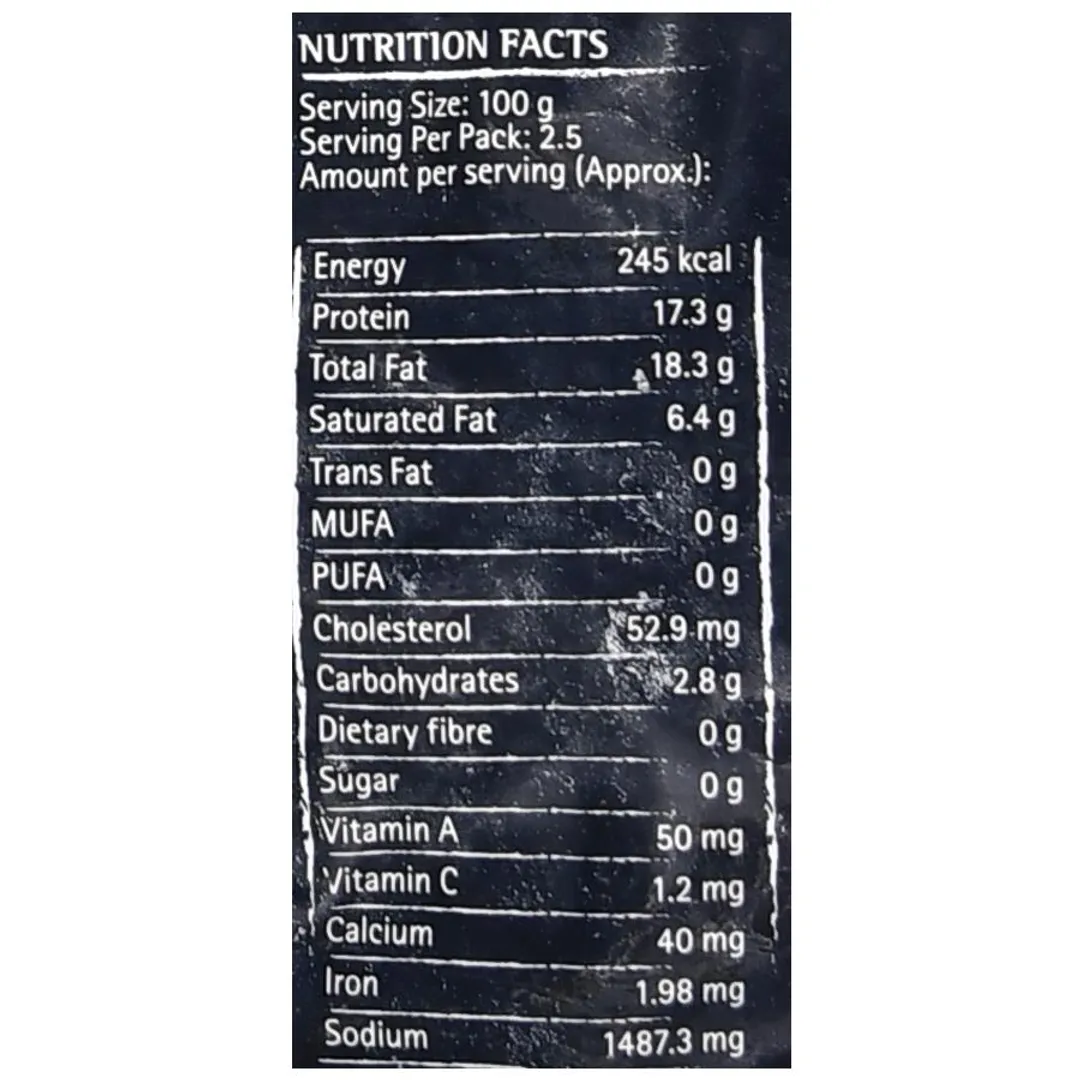 NUTRITION FACTS
Serving Size: 100 g
Serving Per Pack: 2.5
Amount per serving (Approx.):
Energy 245 kcal
Protein 17.3 g
Total Fat 18.3 g
Saturated Fat 6.4 g
Trans Fat 0 g
MUFA 0 g
PUFA 0 g
Cholesterol 52.9 mg
Carbohydrates 2.8 g
Dietary fibre 0 g
Sugar 0 g
Vitamin A 50 mg
Vitamin C 1.2 mg
Calcium 40 mg
Iron 1.98 mg
Sodium 1487.3 mg